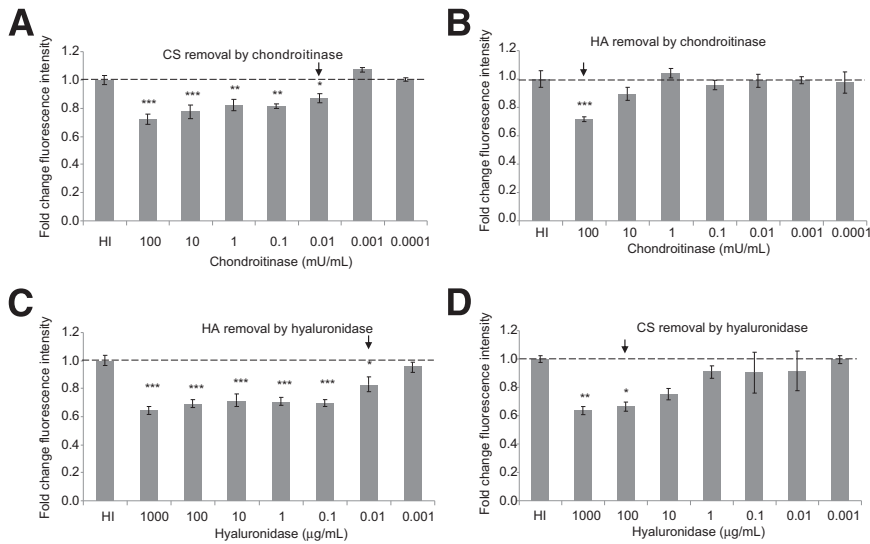 A
CS removal by chondroitinase
Fold change fluorescence intensity
1.2
1.0
0.8
0.6
0.4
0.2
0.0
*** *** ** ** *
HI 100 10 1 0.1 0.01 0.001 0.0001
Chondroitinase (mU/mL)
B
HA removal by chondroitinase
Fold change fluorescence intensity
1.2
1.0
0.8
0.6
0.4
0.2
0.0
***
HI 100 10 1 0.1 0.01 0.001 0.0001
Chondroitinase (mU/mL)
C
HA removal by hyaluronidase
Fold change fluorescence intensity
1.2
1.0
0.8
0.6
0.4
0.2
0.0
*** *** *** *** *** *
HI 1000 100 10 1 0.1 0.01 0.001
Hyaluronidase (µg/mL)
D
CS removal by hyaluronidase
Fold change fluorescence intensity
1.2
1.0
0.8
0.6
0.4
0.2
0.0
** *
HI 1000 100 10 1 0.1 0.01 0.001
Hyaluronidase (µg/mL)